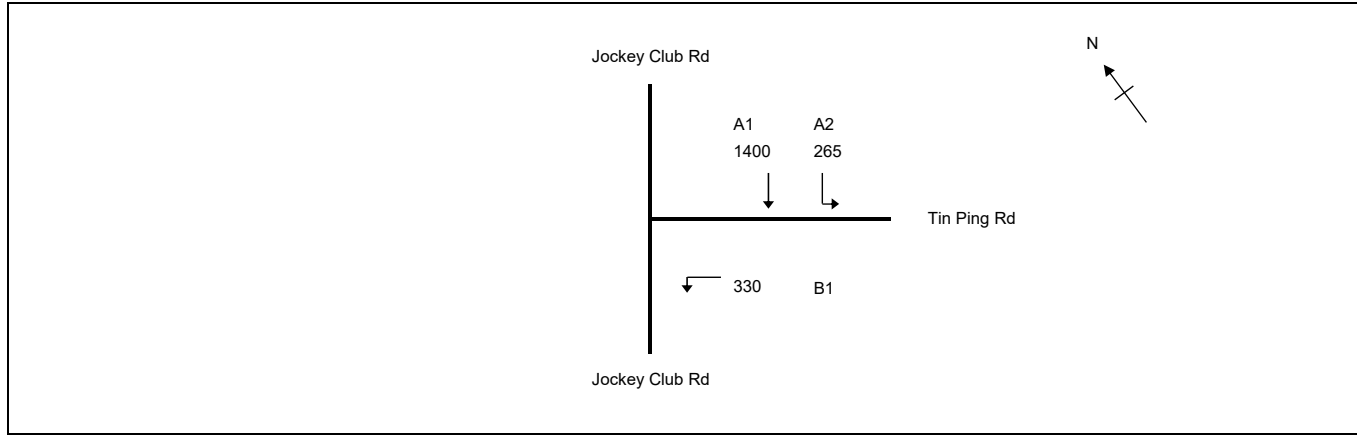 N
Jockey Club Rd
A1 A2
1400 265
Tin Ping Rd
330 B1
Jockey Club Rd